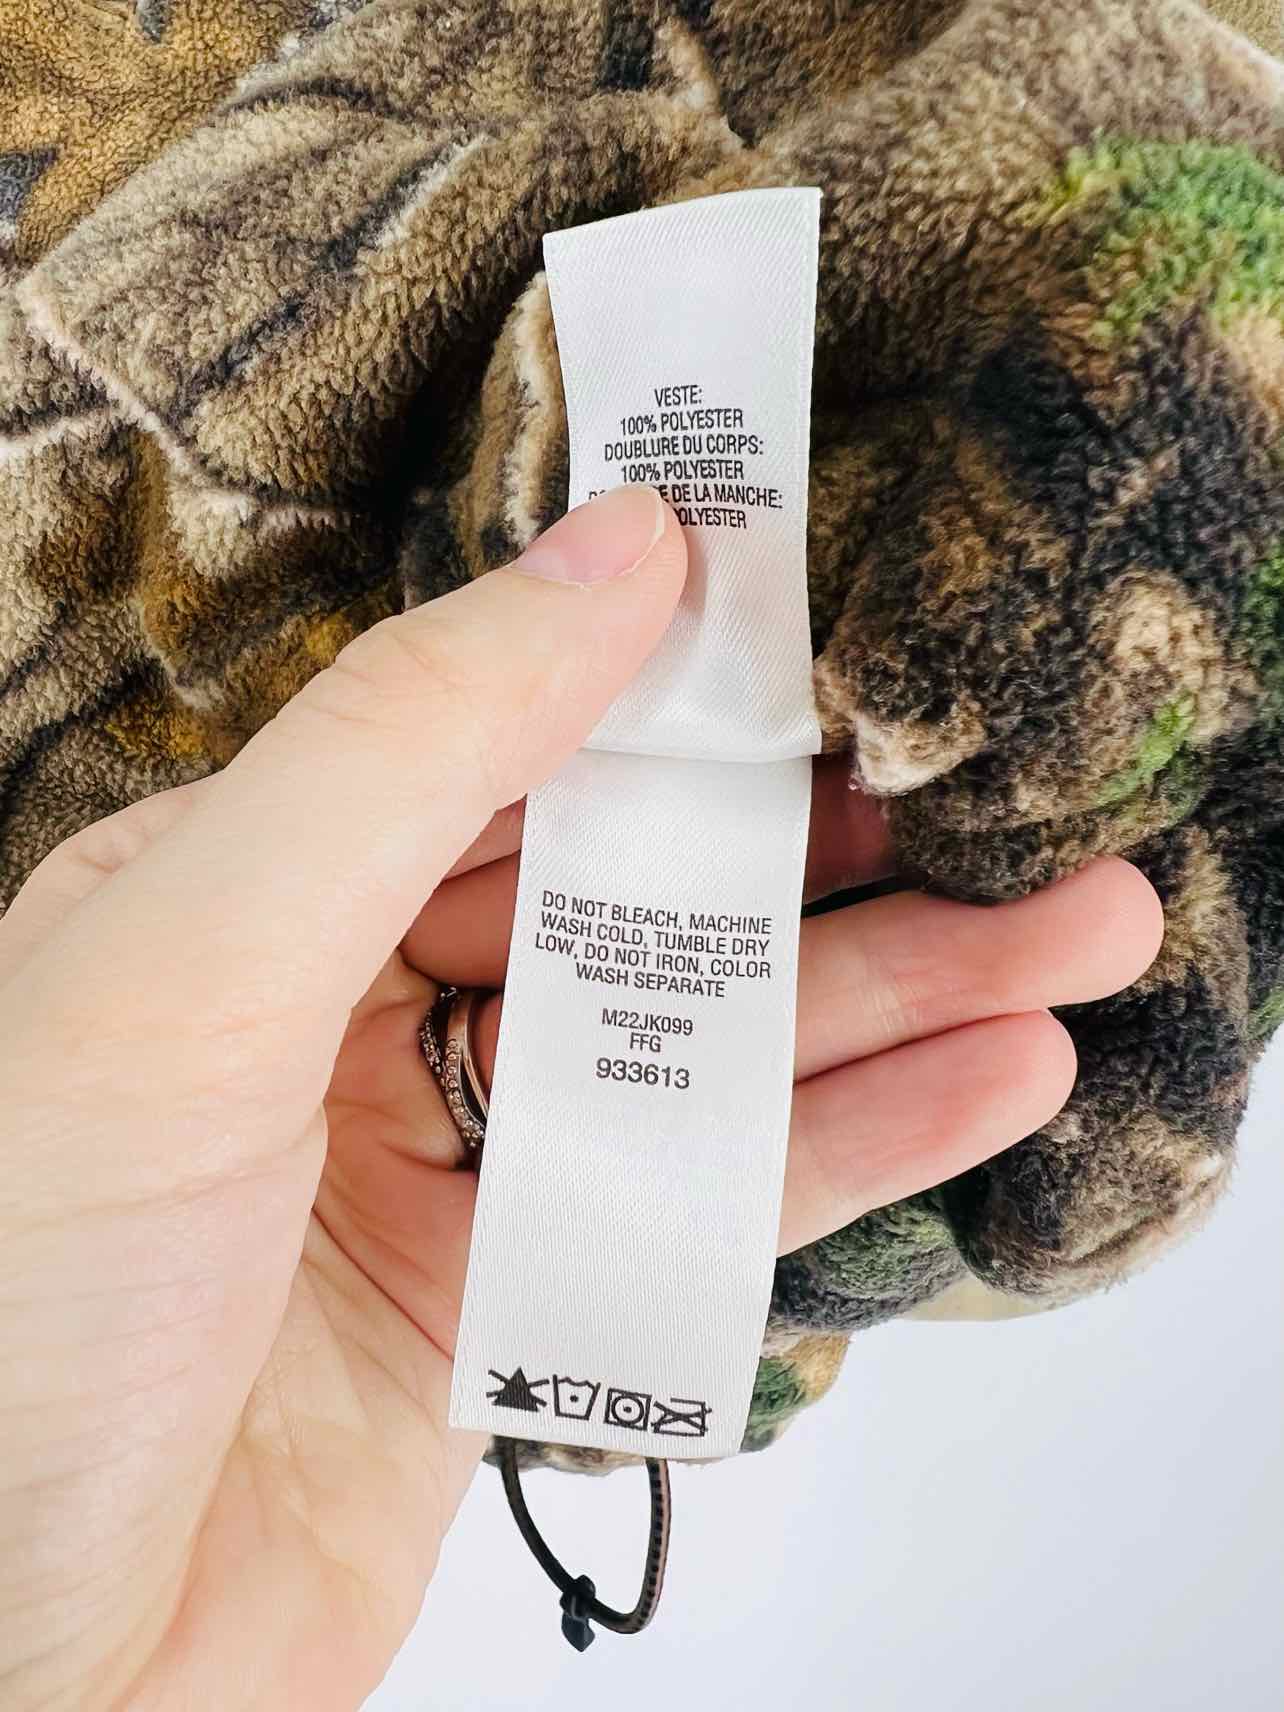 VESTE:
100% POLYESTER
DOUBLURE DU CORPS:
100% POLYESTER
DE LA MANCHE:
POLYESTER
DO NOT BLEACH, MACHINE
WASH COLD, TUMBLE DRY
LOW, DO NOT IRON, COLOR
WASH SEPARATE
M22JK099
FFG
933613